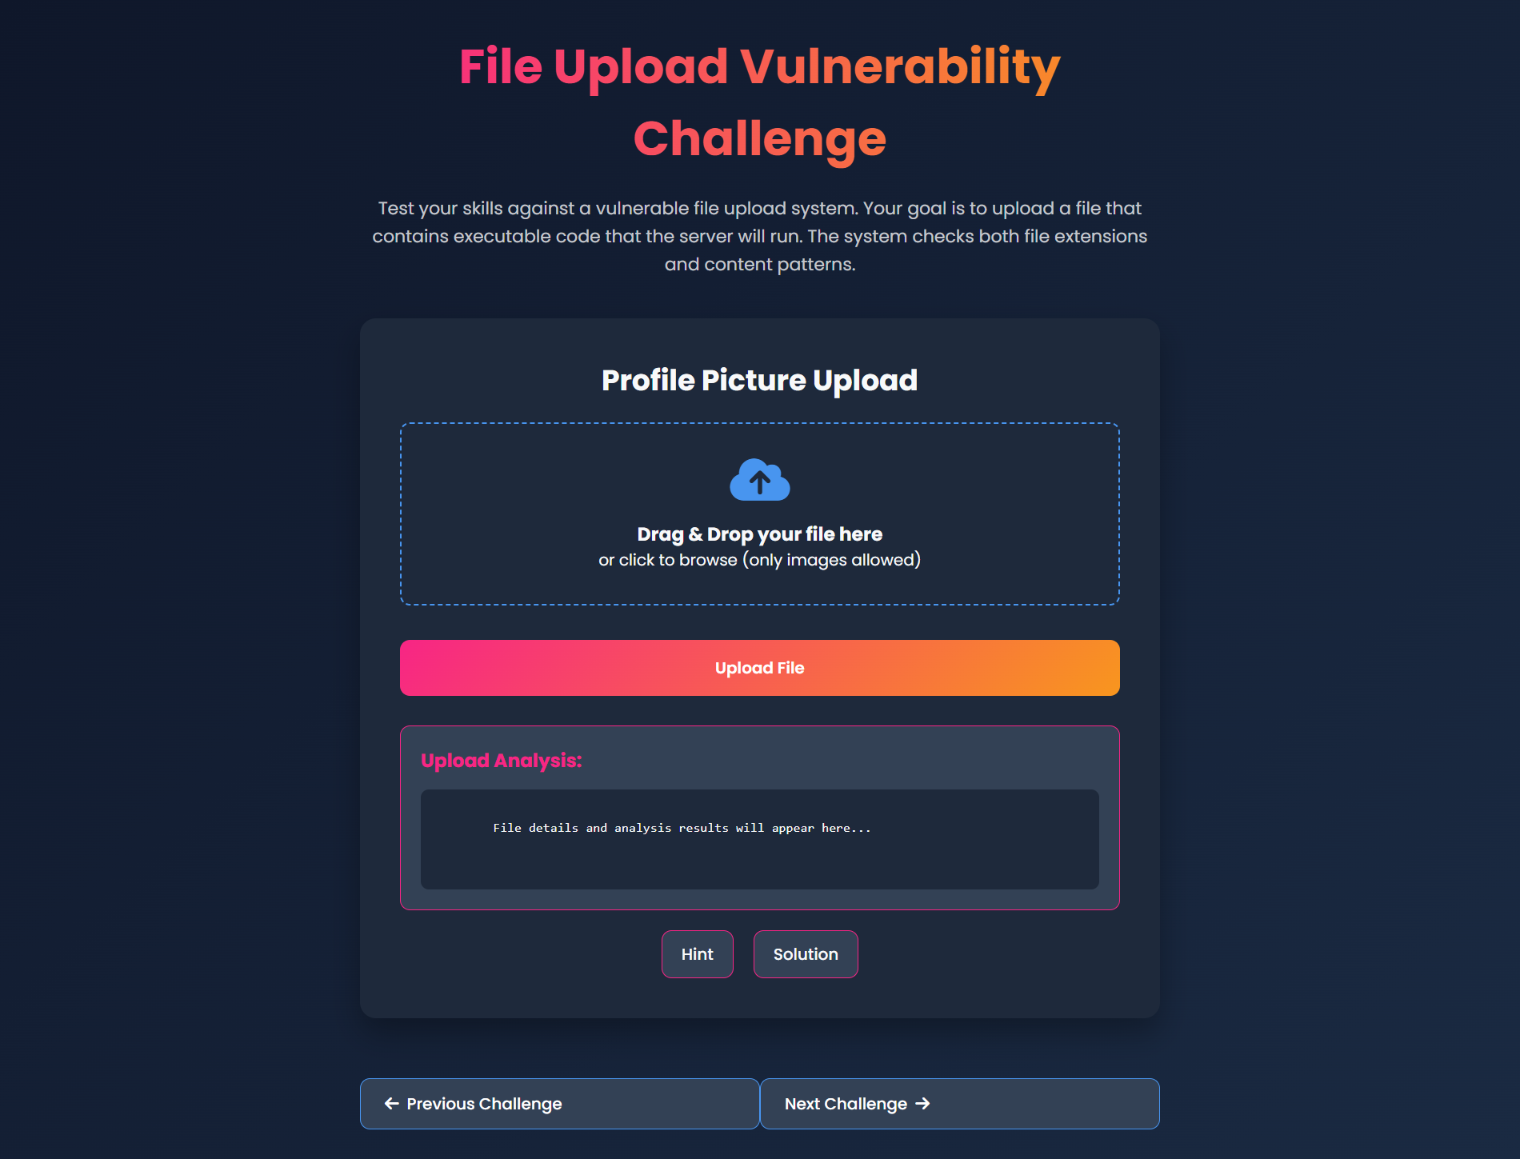 File Upload Vulnerability
Challenge
Test your skills against a vulnerable file upload system. Your goal is to upload a file that
contains executable code that the server will run. The system checks both file extensions
and content patterns.
Profile Picture Upload
Drag & Drop your file here
or click to browse (only images allowed)
Upload File
Upload Analysis:
File details and analysis results will appear here...
Hint
Solution
Previous Challenge
Next Challenge